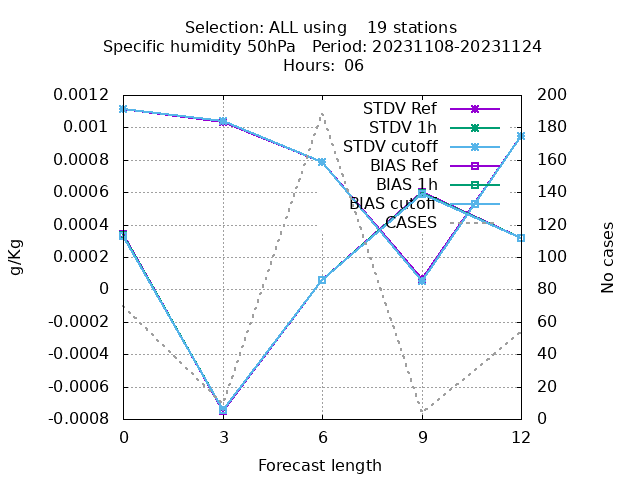 Selection: ALL using    19 stations
Specific humidity 50hPa   Period: 20231108-20231124
Hours:  06
0.0012
0.001
0.0008
0.0006
0.0004
0.0002
0
-0.0002
-0.0004
-0.0006
-0.0008
g/Kg
STDV Ref
STDV 1h
STDV cutoff
BIAS Ref
BIAS 1h
BIAS cutoff
CASES
200
180
160
140
120
100
80
60
40
20
0
No cases
0 3 6 9 12
Forecast length